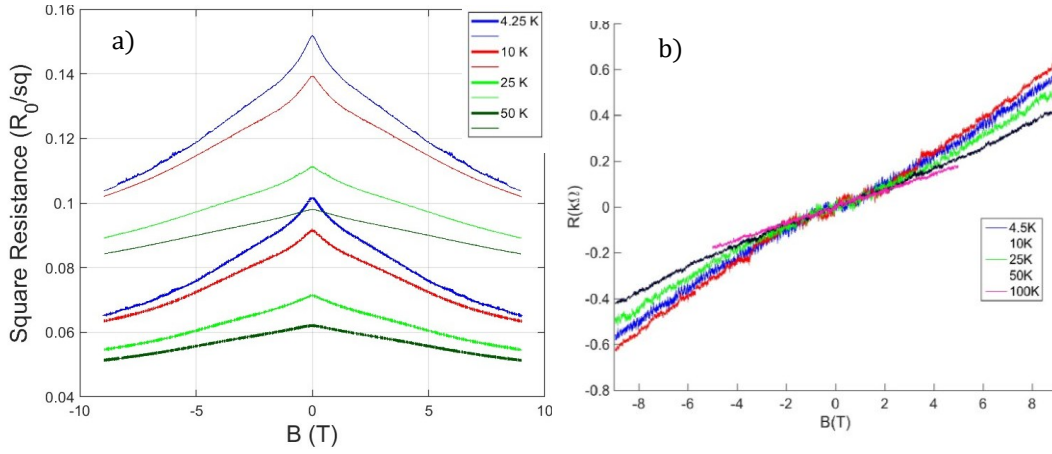 a)
0.16
0.14
0.12
0.1
0.08
0.06
0.04
-10
-5
0
5
10
Square Resistance (R_0/sq)
B (T)
4.25 K
10 K
25 K
50 K
b)
0.8
0.6
0.4
0.2
0
-0.2
-0.4
-0.6
-0.8
-8
-6
-4
-2
0
2
4
6
8
R(kΩ)
B(T)
4.5K
10K
25K
50K
100K